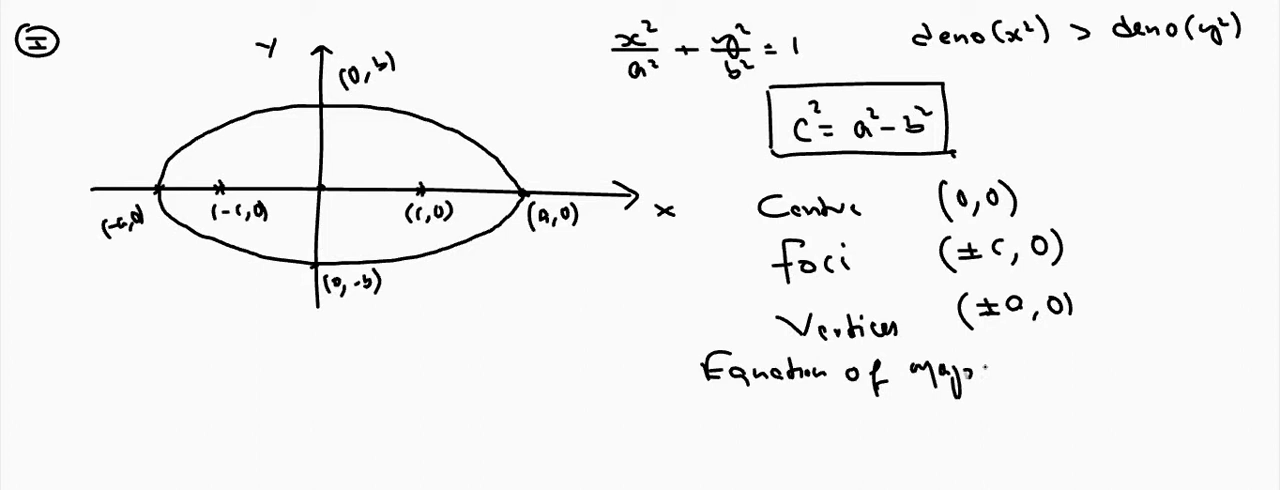 (I)
Y
(0, b)
x²/a² + y²/b² = 1
deno(x²) > deno(y²)
c² = a² - b²
(-a, 0)
(-c, 0)
(c, 0)
(a, 0)
x
(0, -b)
Centre (0, 0)
foci (± c, 0)
Vertices (± a, 0)
Equation of majo